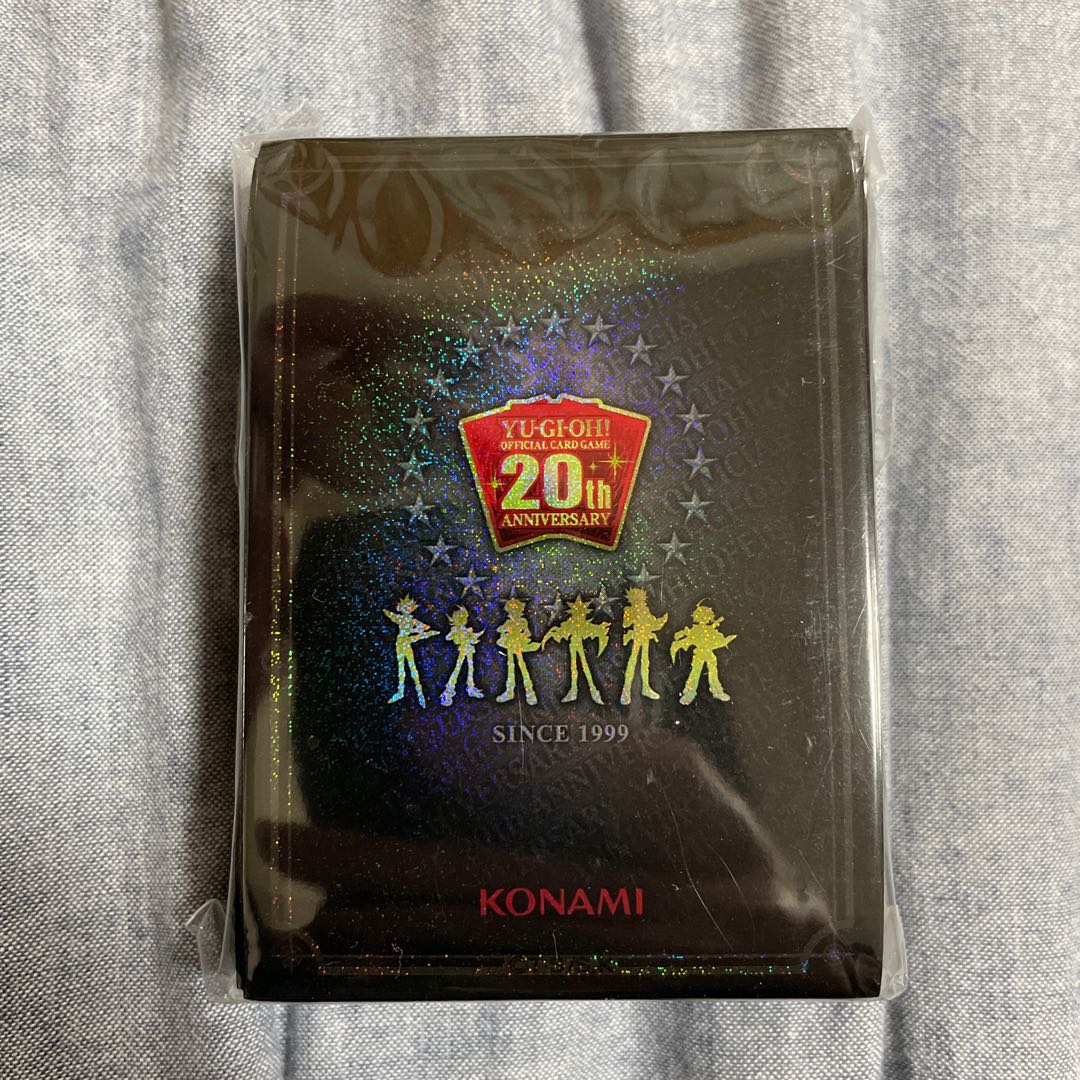 YU-GI-OH!
OFFICIAL CARD GAME
20th
ANNIVERSARY
SINCE 1999
KONAMI